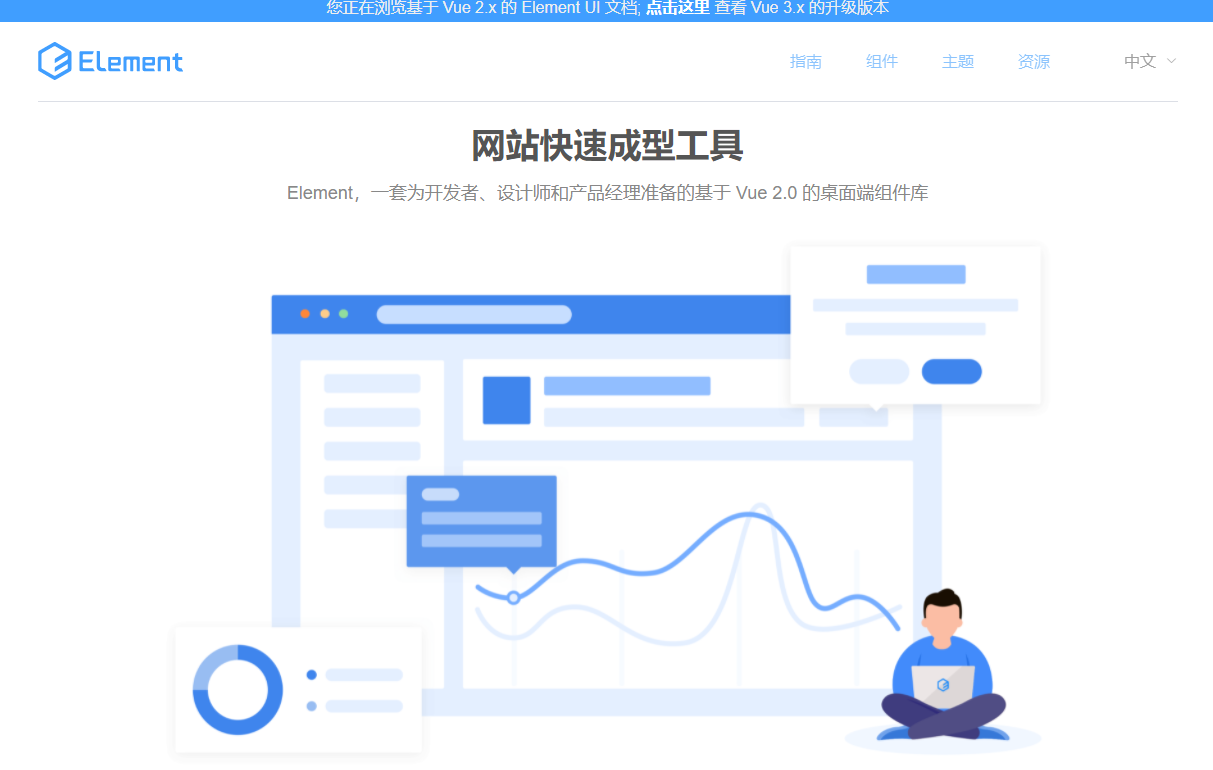 您正在浏览基于 Vue 2.x 的 Element UI 文档; 点击这里 查看 Vue 3.x 的升级版本
Element 指南 组件 主题 资源 中文
网站快速成型工具
Element，一套为开发者、设计师和产品经理准备的基于 Vue 2.0 的桌面端组件库